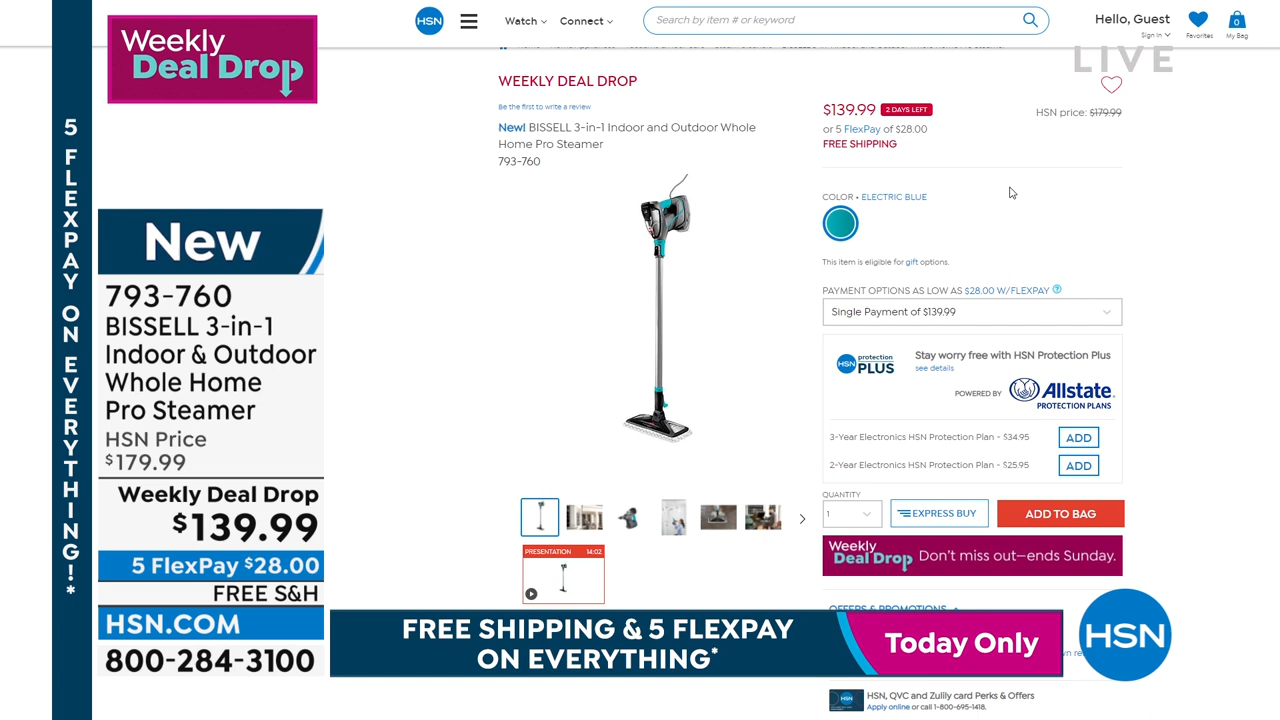 Weekly
Deal Drop
5 FLEXPAY ON EVERYTHING!*
New
793-760
BISSELL 3-in-1
Indoor & Outdoor
Whole Home
Pro Steamer
HSN Price
$179.99
Weekly Deal Drop
$139.99
5 FlexPay $28.00
FREE S&H
HSN.COM
800-284-3100
HSN
Watch
Connect
Search by item # or keyword
Hello, Guest
Sign in
Favorites
0
My Bag
LIVE
WEEKLY DEAL DROP
Be the first to write a review
New! BISSELL 3-in-1 Indoor and Outdoor Whole
Home Pro Steamer
793-760
PRESENTATION 14:02
$139.99 2 DAYS LEFT
HSN price: $179.99
or 5 FlexPay of $28.00
FREE SHIPPING
COLOR • ELECTRIC BLUE
This item is eligible for gift options.
PAYMENT OPTIONS AS LOW AS $28.00 W/FLEXPAY ?
Single Payment of $139.99
HSN protection PLUS
Stay worry free with HSN Protection Plus
see details
POWERED BY Allstate.
PROTECTION PLANS
3-Year Electronics HSN Protection Plan - $34.95 ADD
2-Year Electronics HSN Protection Plan - $25.95 ADD
QUANTITY
1
EXPRESS BUY
ADD TO BAG
Weekly
Deal Drop
Don't miss out—ends Sunday.
OFFERS & PROMOTIONS
FREE SHIPPING & 5 FLEXPAY
ON EVERYTHING*
Today Only
HSN
HSN, QVC and Zulily card Perks & Offers
Apply online or call 1-800-695-1418.